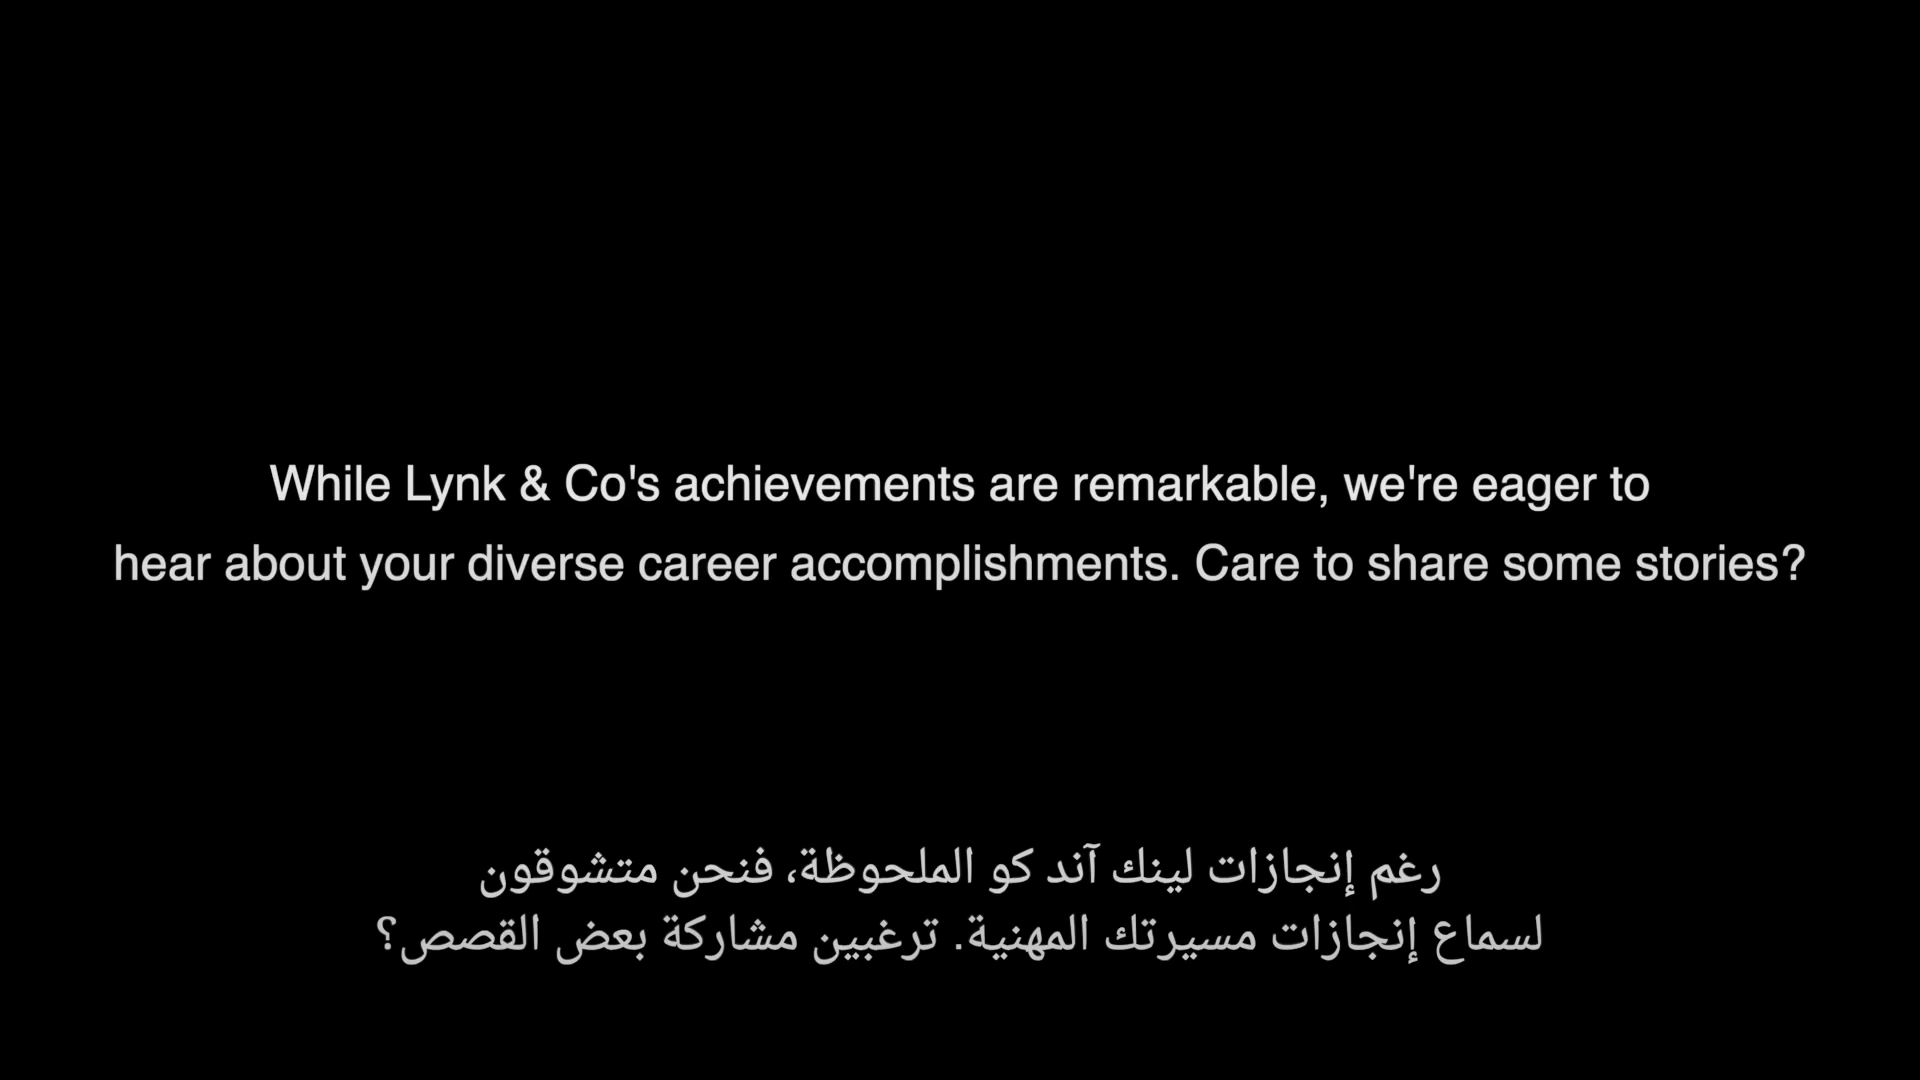 While Lynk & Co's achievements are remarkable, we're eager to
hear about your diverse career accomplishments. Care to share some stories?
رغم إنجازات لينك آند كو الملحوظة، فنحن متشوقون
لسماع إنجازات مسيرتك المهنية. ترغبين مشاركة بعض القصص؟